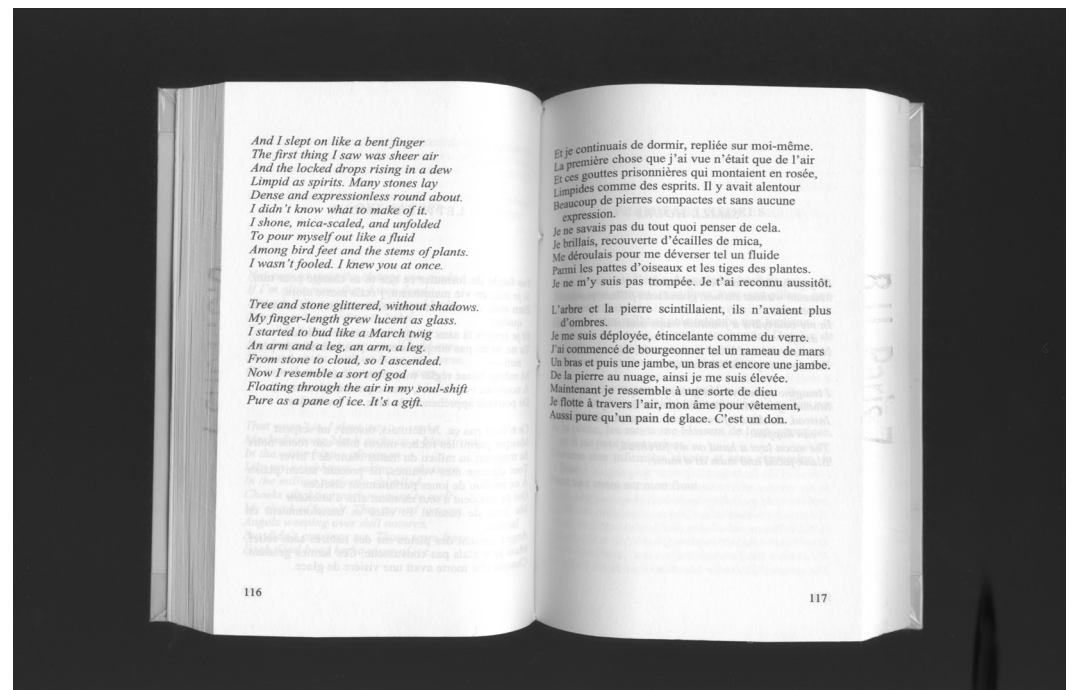 And I slept on like a bent finger
The first thing I saw was sheer air
And the locked drops rising in a dew
Limpid as spirits. Many stones lay
Dense and expressionless round about.
I didn't know what to make of it.
I shone, mica-scaled, and unfolded
To pour myself out like a fluid
Among bird feet and the stems of plants.
I wasn't fooled. I knew you at once.
Tree and stone glittered, without shadows.
My finger-length grew lucent as glass.
I started to bud like a March twig
An arm and a leg, an arm, a leg.
From stone to cloud, so I ascended.
Now I resemble a sort of god
Floating through the air in my soul-shift
Pure as a pane of ice. It's a gift.
116
Et je continuais de dormir, repliée sur moi-même.
La première chose que j'ai vue n'était que de l'air
Et ces gouttes prisonnières qui montaient en rosée,
Limpides comme des esprits. Il y avait alentour
Beaucoup de pierres compactes et sans aucune
expression.
Je ne savais pas du tout quoi penser de cela.
Je brillais, recouverte d'écailles de mica,
Me déroulais pour me déverser tel un fluide
Parmi les pattes d'oiseaux et les tiges des plantes.
Je ne m'y suis pas trompée. Je t'ai reconnu aussitôt.
L'arbre et la pierre scintillaient, ils n'avaient plus
d'ombres.
Je me suis déployée, étincelante comme du verre.
J'ai commencé de bourgeonner tel un rameau de mars
Un bras et puis une jambe, un bras et encore une jambe.
De la pierre au nuage, ainsi je me suis élevée.
Maintenant je ressemble à une sorte de dieu
Je flotte à travers l'air, mon âme pour vêtement,
Aussi pure qu'un pain de glace. C'est un don.
117